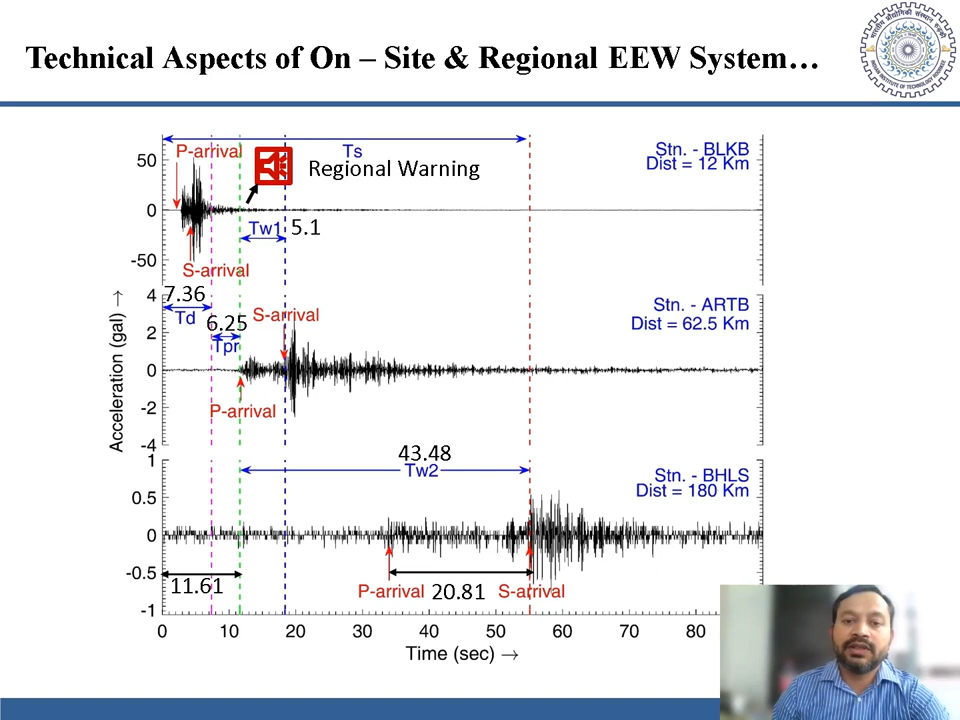 Technical Aspects of On – Site & Regional EEW System…
P-arrival
Ts
Regional Warning
Stn. - BLKB
Dist = 12 Km
50
0
-50
Tw1
5.1
S-arrival
7.36
Td
6.25
Tpr
S-arrival
Stn. - ARTB
Dist = 62.5 Km
4
2
0
-2
-4
P-arrival
Acceleration (gal) →
43.48
Tw2
Stn. - BHLS
Dist = 180 Km
1
0.5
0
-0.5
-1
11.61
P-arrival
20.81
S-arrival
0 10 20 30 40 50 60 70 80
Time (sec) →